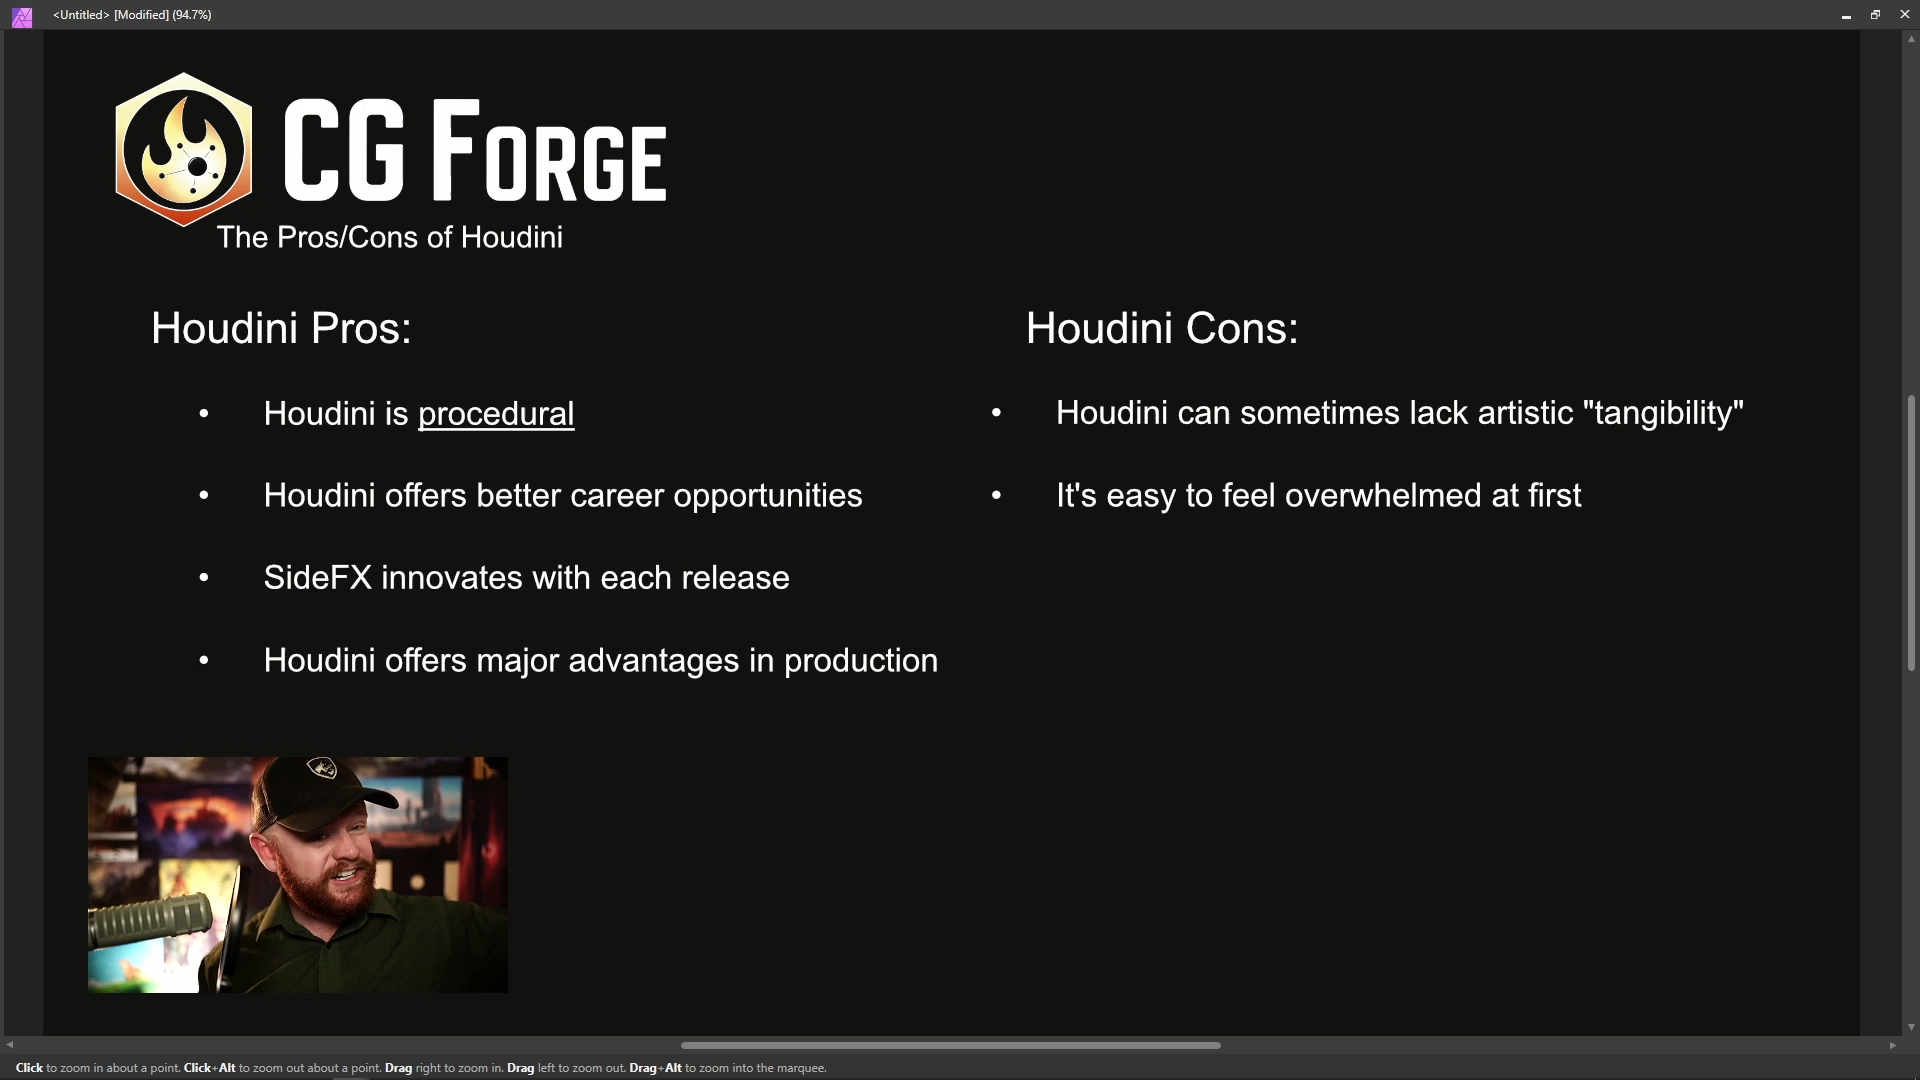 <Untitled> [Modified] (94.7%)
CG FORGE
The Pros/Cons of Houdini
Houdini Pros:
• Houdini is procedural
• Houdini offers better career opportunities
• SideFX innovates with each release
• Houdini offers major advantages in production
Houdini Cons:
• Houdini can sometimes lack artistic "tangibility"
• It's easy to feel overwhelmed at first
Click to zoom in about a point. Click+Alt to zoom out about a point. Drag right to zoom in. Drag left to zoom out. Drag+Alt to zoom into the marquee.